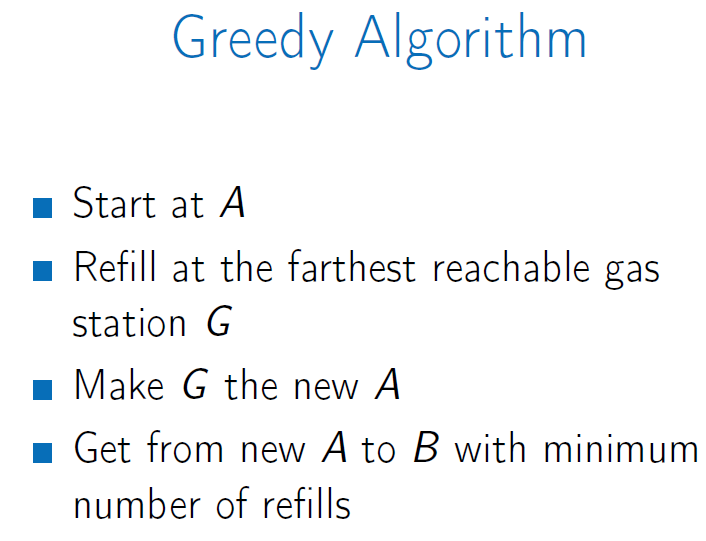 Greedy Algorithm
Start at A
Refill at the farthest reachable gas
station G
Make G the new A
Get from new A to B with minimum
number of refills